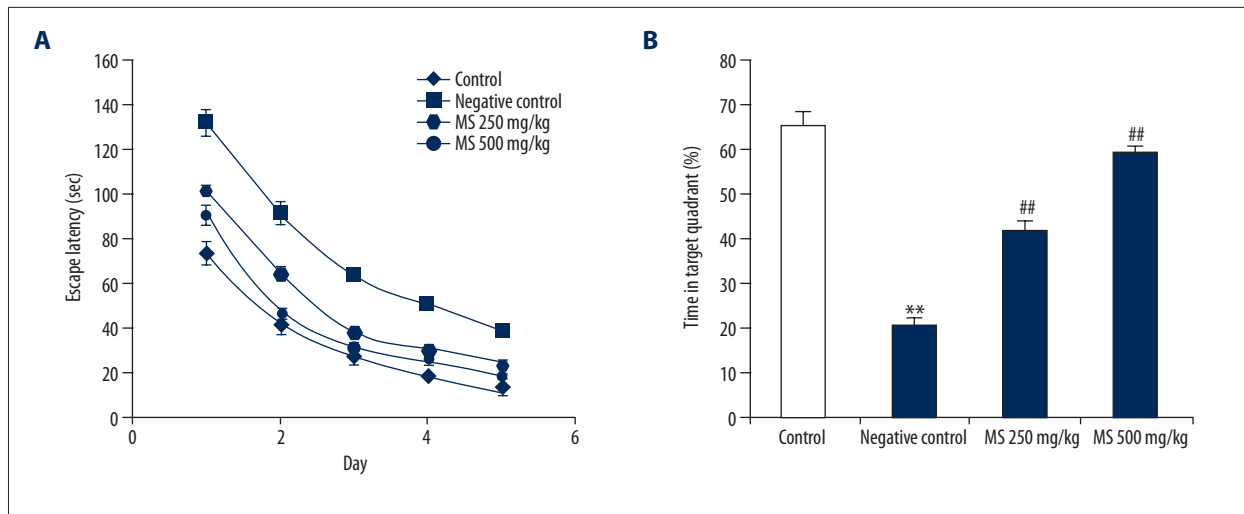 A
160
140
120
100
80
60
40
20
0
Escape latency (sec)
0 2 4 6
Day
Control
Negative control
MS 250 mg/kg
MS 500 mg/kg
B
80
70
60
50
40
30
20
10
0
Time in target quadrant (%)
**
##
##
Control Negative control MS 250 mg/kg MS 500 mg/kg